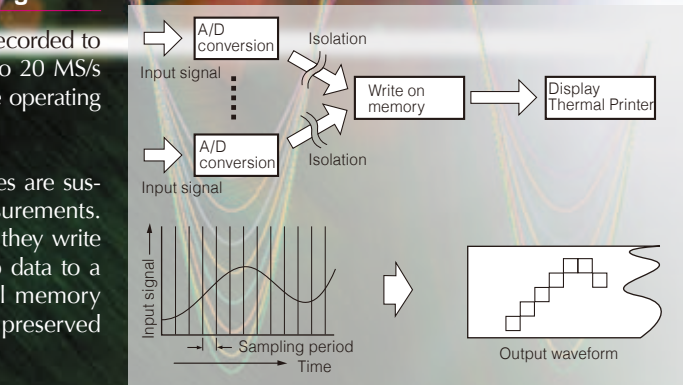 ecorded to
o 20 MS/s
e operating
es are sus-
surements.
they write
o data to a
l memory
preserved
A/D
conversion
Isolation
Input signal
Write on
memory
Display
Thermal Printer
A/D
conversion
Isolation
Input signal
Input signal
Sampling period
Time
Output waveform